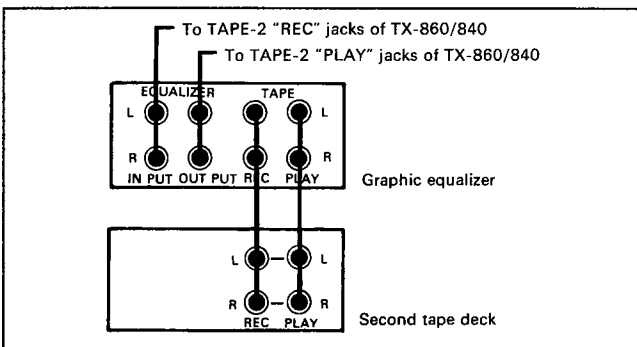 To TAPE-2 "REC" jacks of TX-860/840
To TAPE-2 "PLAY" jacks of TX-860/840
EQUALIZER TAPE
L L
R R
IN PUT OUT PUT REC PLAY
Graphic equalizer
L L
R R
REC PLAY
Second tape deck